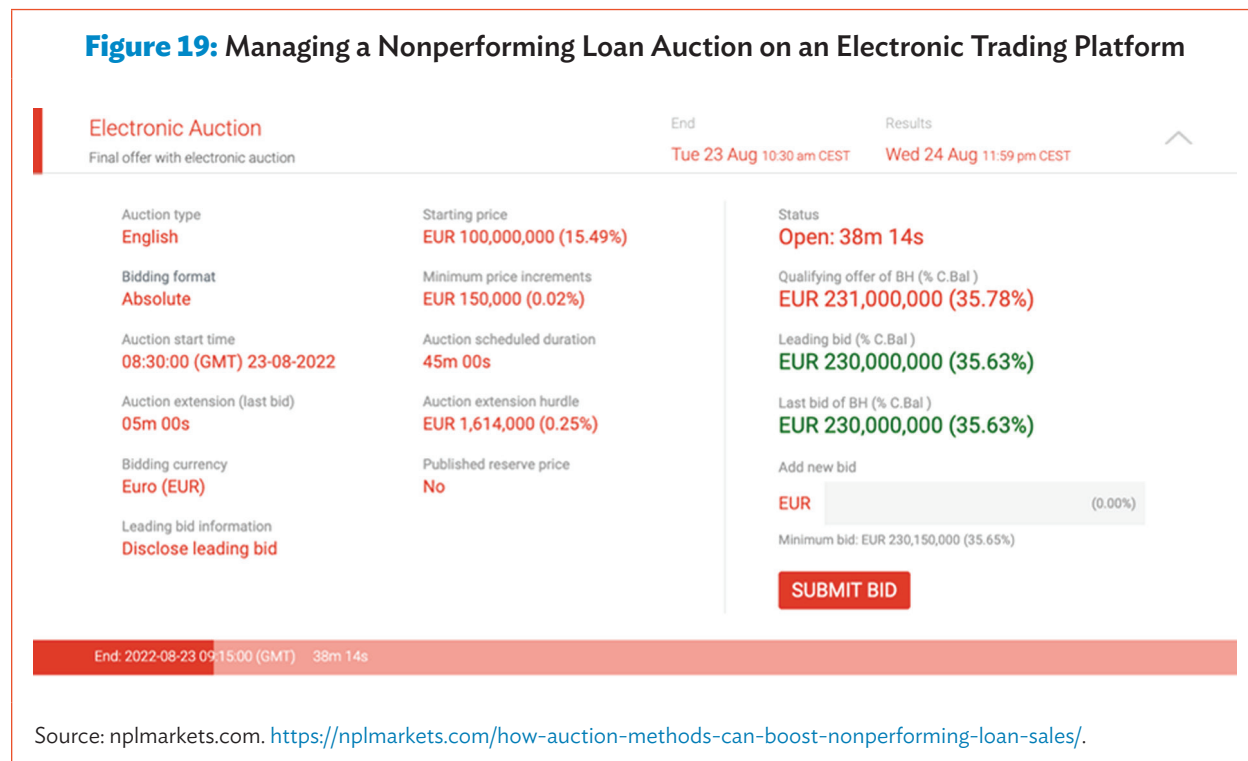 Figure 19: Managing a Nonperforming Loan Auction on an Electronic Trading Platform
Electronic Auction
Final offer with electronic auction
End
Tue 23 Aug 10:30 am CEST
Results
Wed 24 Aug 11:59 pm CEST
Auction type
English
Bidding format
Absolute
Auction start time
08:30:00 (GMT) 23-08-2022
Auction extension (last bid)
05m 00s
Bidding currency
Euro (EUR)
Leading bid information
Disclose leading bid
Starting price
EUR 100,000,000 (15.49%)
Minimum price increments
EUR 150,000 (0.02%)
Auction scheduled duration
45m 00s
Auction extension hurdle
EUR 1,614,000 (0.25%)
Published reserve price
No
Status
Open: 38m 14s
Qualifying offer of BH (% C.Bal )
EUR 231,000,000 (35.78%)
Leading bid (% C.Bal )
EUR 230,000,000 (35.63%)
Last bid of BH (% C.Bal )
EUR 230,000,000 (35.63%)
Add new bid
EUR (0.00%)
Minimum bid: EUR 230,150,000 (35.65%)
SUBMIT BID
End: 2022-08-23 09:15:00 (GMT) 38m 14s
Source: nplmarkets.com. https://nplmarkets.com/how-auction-methods-can-boost-nonperforming-loan-sales/.